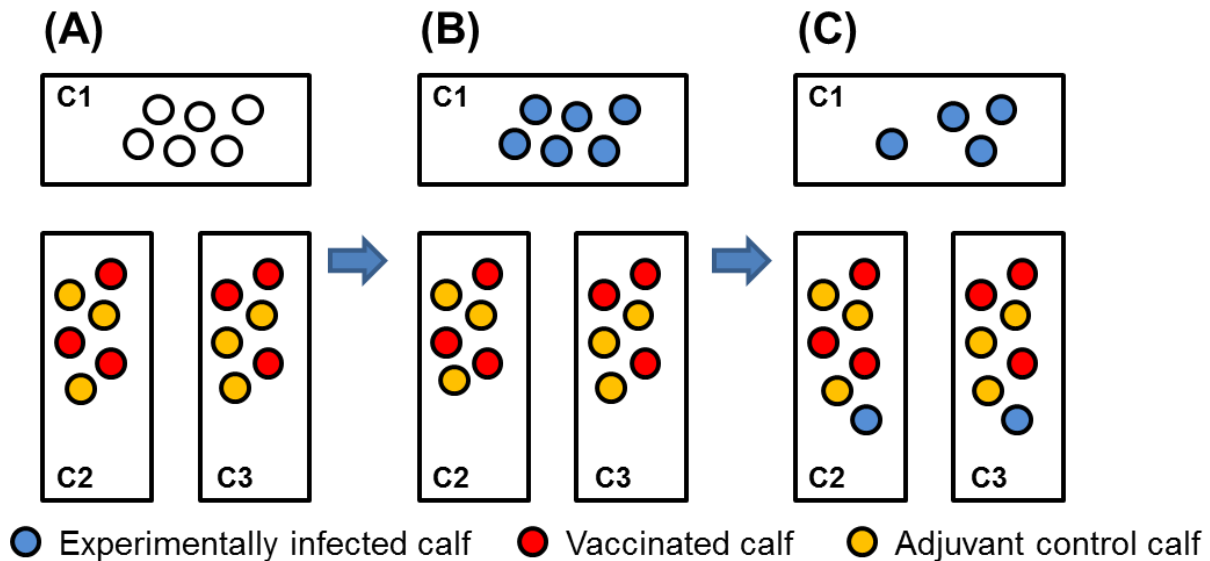 (A) (B) (C)
C1 C1 C1
C2 C3 C2 C3 C2 C3
Experimentally infected calf Vaccinated calf Adjuvant control calf